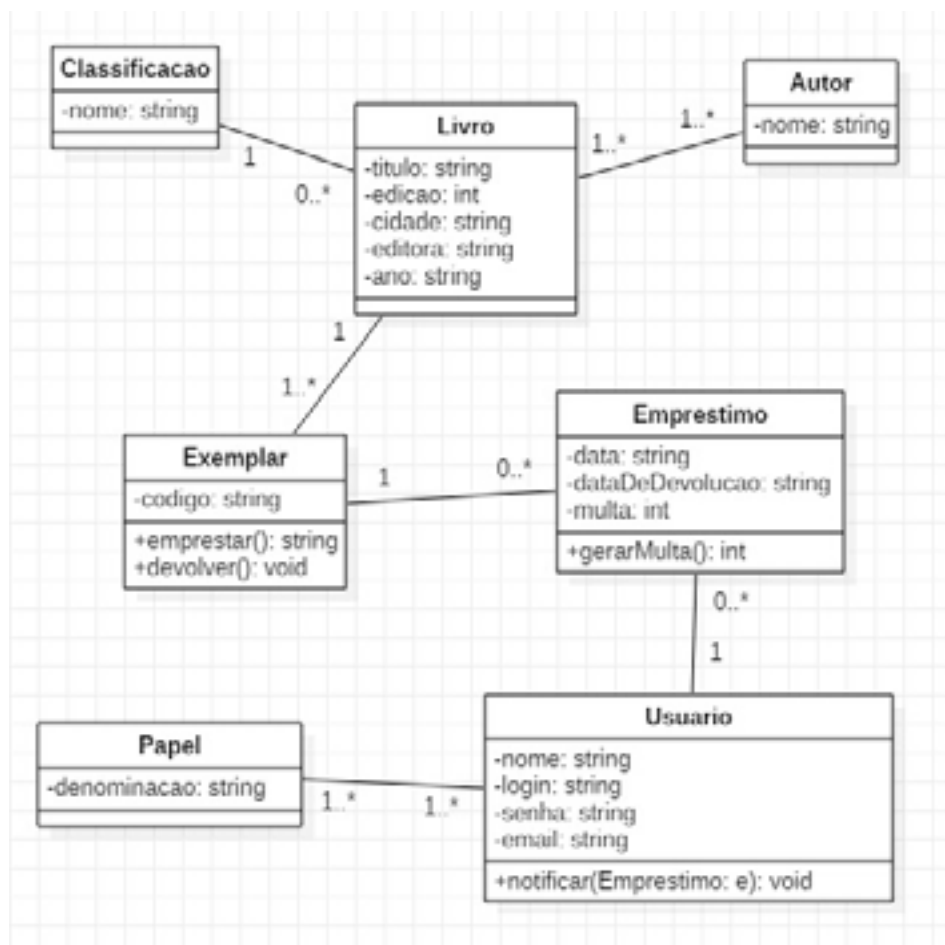 Classificacao
-nome: string
1
0..*
Livro
-titulo: string
-edicao: int
-cidade: string
-editora: string
-ano: string
1..*
1..*
Autor
-nome: string
1
1..*
Exemplar
-codigo: string
+emprestar(): string
+devolver(): void
1
0..*
Emprestimo
-data: string
-dataDeDevolucao: string
-multa: int
+gerarMulta(): int
0..*
1
Papel
-denominacao: string
1..*
1..*
Usuario
-nome: string
-login: string
-senha: string
-email: string
+notificar(Emprestimo: e): void